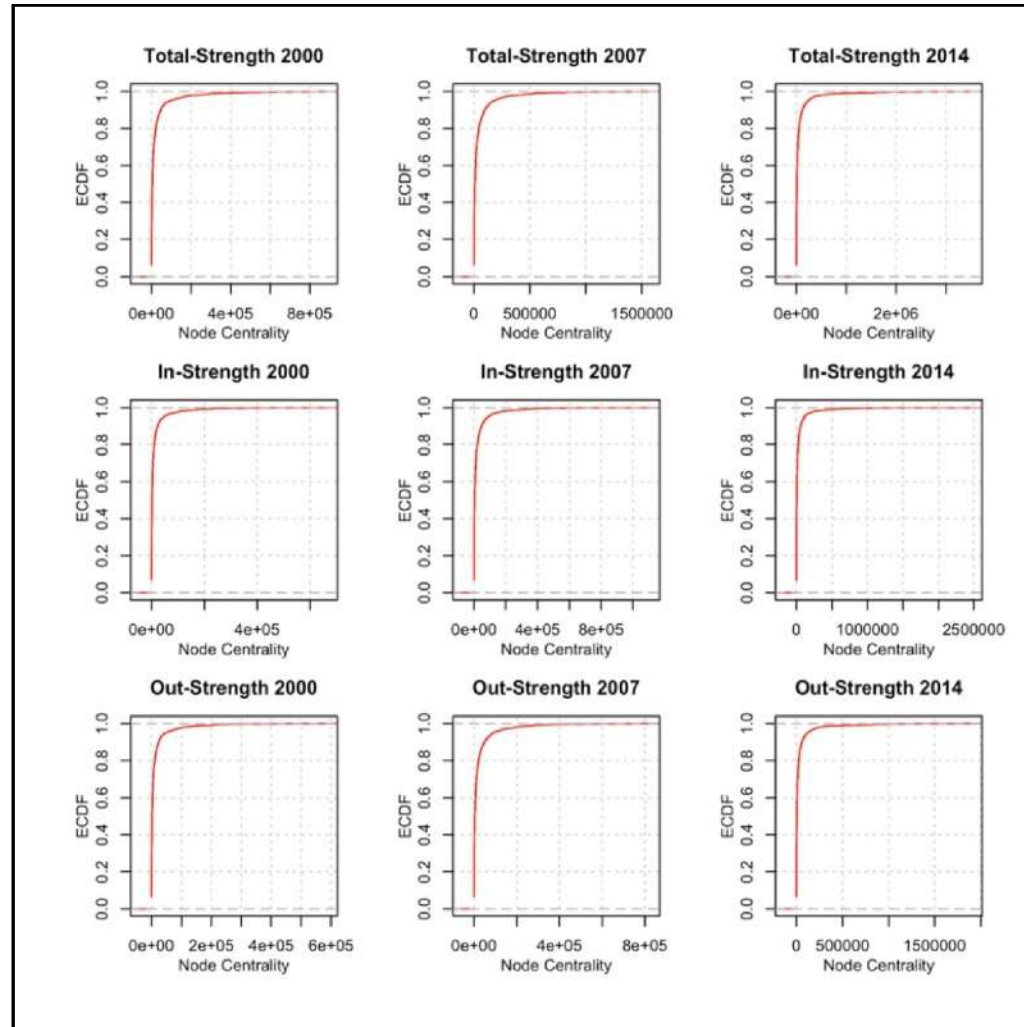 Total-Strength 2000
ECDF
0.0 0.2 0.4 0.6 0.8 1.0
0e+00 4e+05 8e+05
Node Centrality
Total-Strength 2007
ECDF
0.0 0.2 0.4 0.6 0.8 1.0
0 500000 1500000
Node Centrality
Total-Strength 2014
ECDF
0.0 0.2 0.4 0.6 0.8 1.0
0e+00 2e+06
Node Centrality
In-Strength 2000
ECDF
0.0 0.2 0.4 0.6 0.8 1.0
0e+00 4e+05
Node Centrality
In-Strength 2007
ECDF
0.0 0.2 0.4 0.6 0.8 1.0
0e+00 4e+05 8e+05
Node Centrality
In-Strength 2014
ECDF
0.0 0.2 0.4 0.6 0.8 1.0
0 1000000 2500000
Node Centrality
Out-Strength 2000
ECDF
0.0 0.2 0.4 0.6 0.8 1.0
0e+00 2e+05 4e+05 6e+05
Node Centrality
Out-Strength 2007
ECDF
0.0 0.2 0.4 0.6 0.8 1.0
0e+00 4e+05 8e+05
Node Centrality
Out-Strength 2014
ECDF
0.0 0.2 0.4 0.6 0.8 1.0
0 500000 1500000
Node Centrality